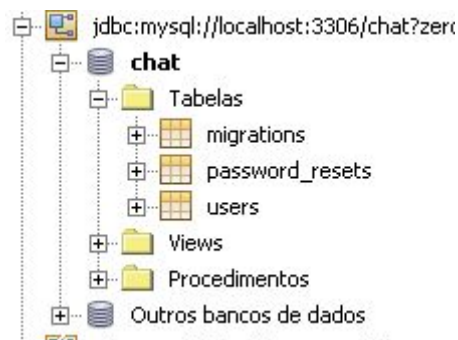 jdbc:mysql://localhost:3306/chat?zero
chat
Tabelas
migrations
password_resets
users
Views
Procedimentos
Outros bancos de dados